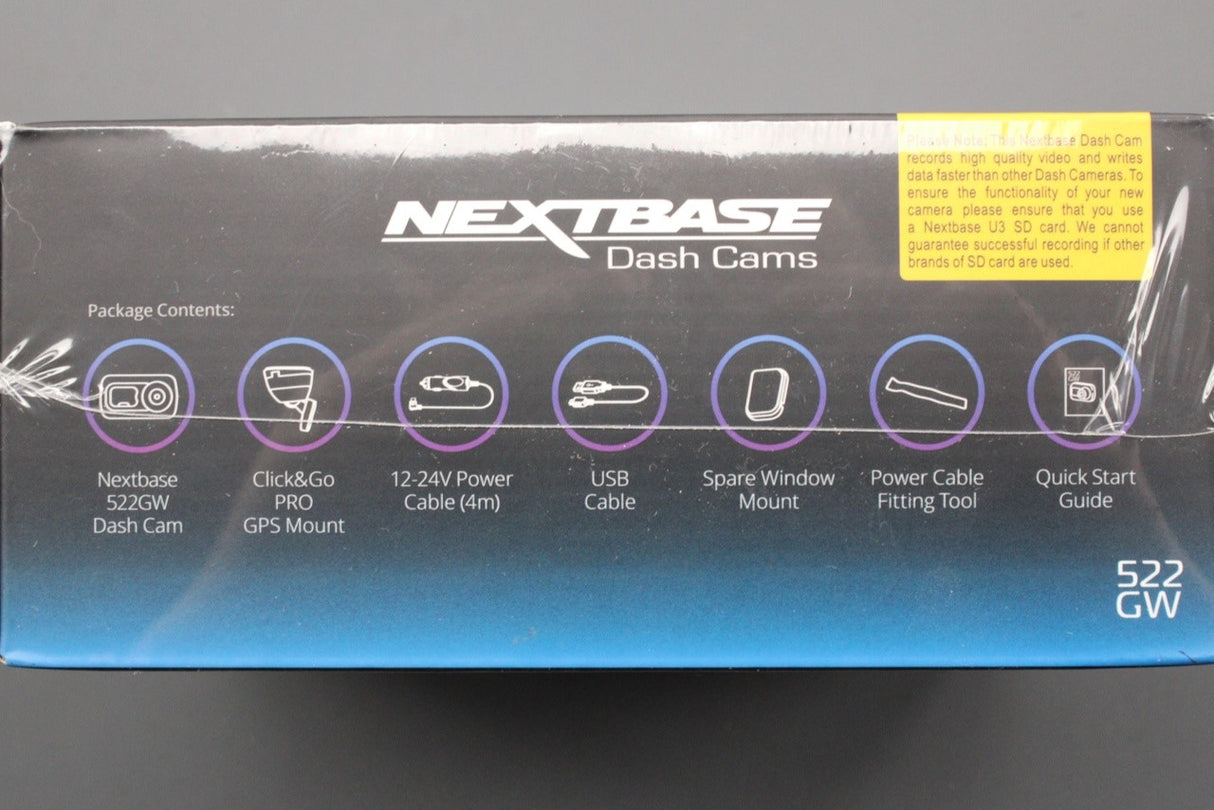 Please Note: This Nextbase Dash Cam
records high quality video and writes
data faster than other Dash Cameras. To
ensure the functionality of your new
camera please ensure that you use
a Nextbase U3 SD card. We cannot
guarantee successful recording if other
brands of SD card are used.
NEXTBASE
Dash Cams
Package Contents:
Nextbase
522GW
Dash Cam
Click&Go
PRO
GPS Mount
12-24V Power
Cable (4m)
USB
Cable
Spare Window
Mount
Power Cable
Fitting Tool
Quick Start
Guide
522
GW